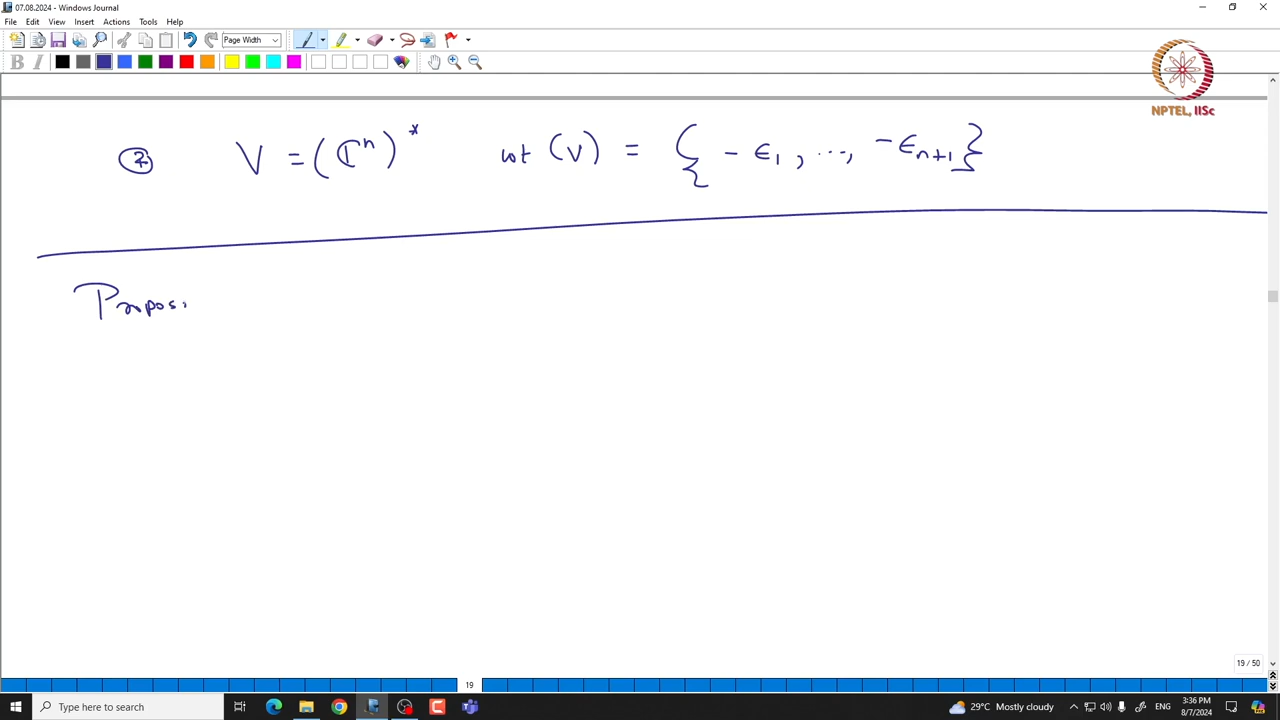 07.08.2024 - Windows Journal
File Edit View Insert Actions Tools Help
Page Width
B I
NPTEL, IISc
② V = (ℂⁿ)* wt (V) = { - ϵ₁, ..., -ϵₙ₊₁ }
Proposi
19 / 50
19
Type here to search
29°C Mostly cloudy
ENG
3:36 PM
8/7/2024